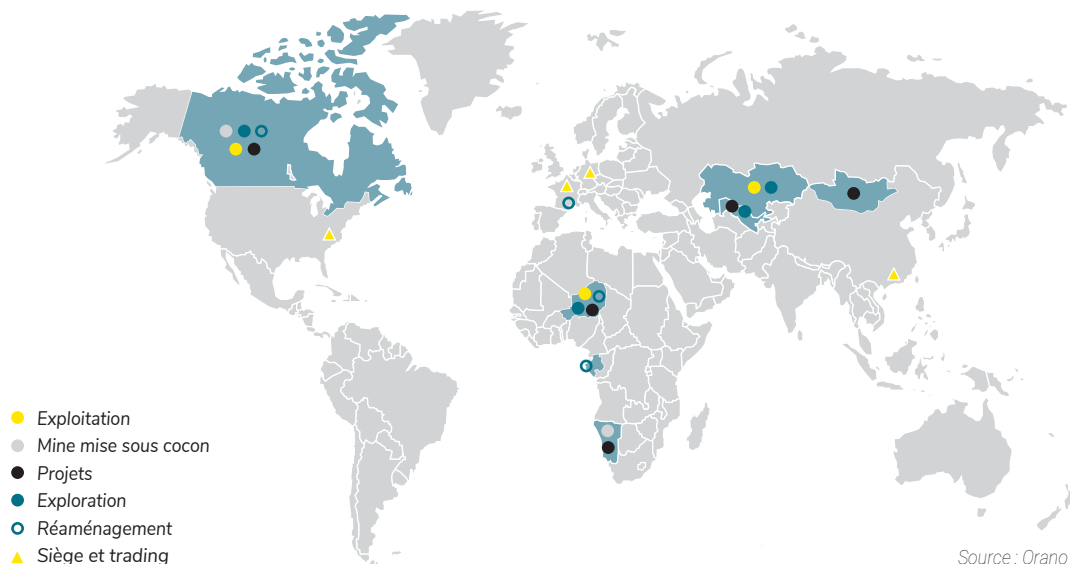 Exploitation
Mine mise sous cocon
Projets
Exploration
Réaménagement
Siège et trading
Source : Orano